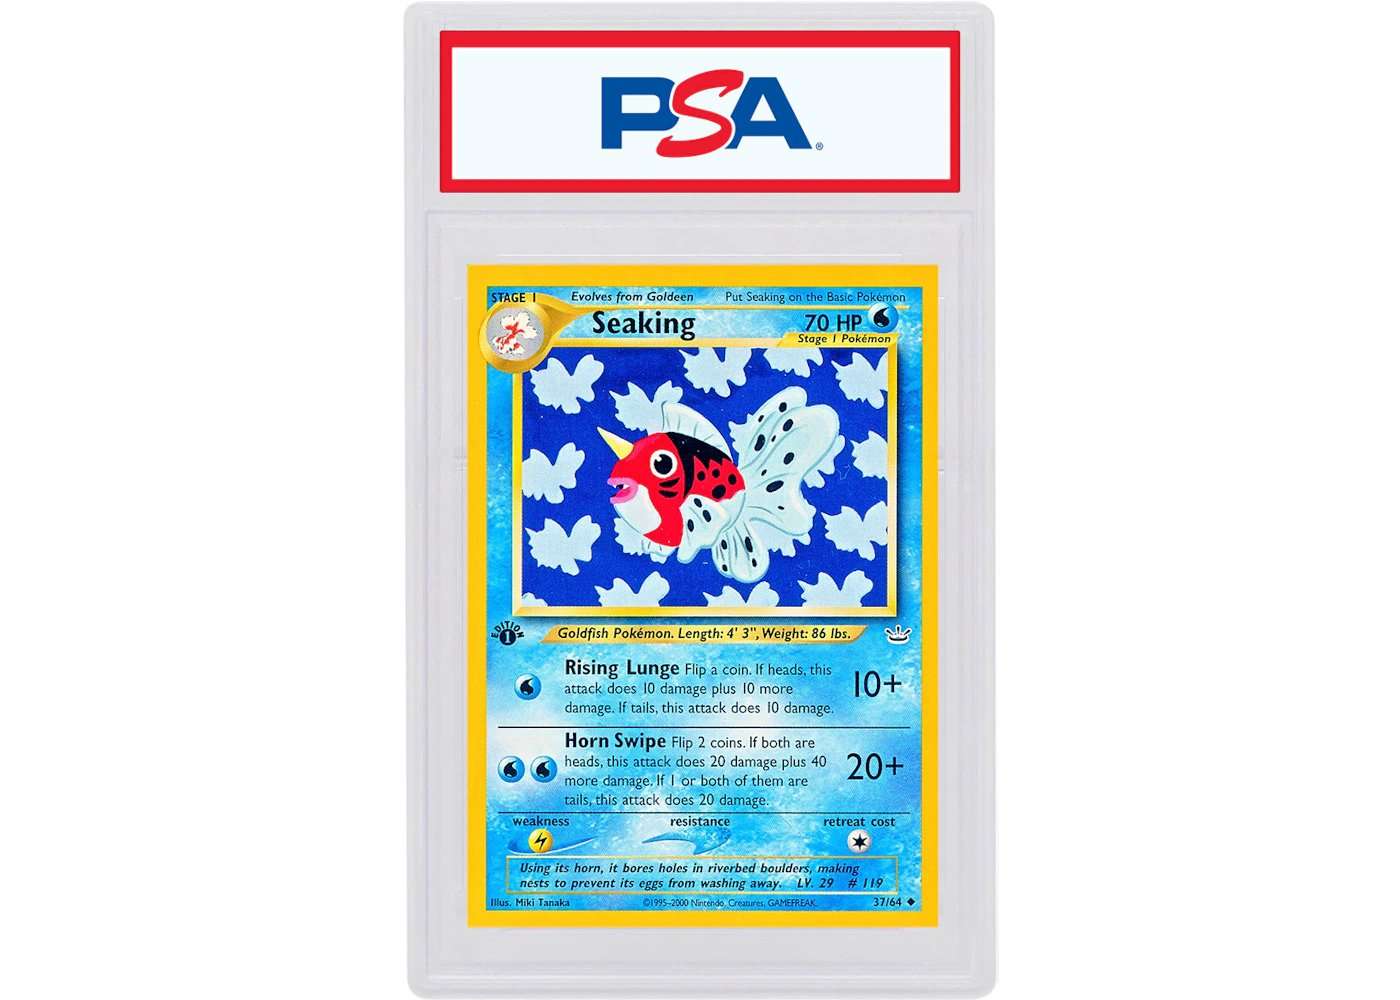 PSA®
STAGE 1 Evolves from Goldeen Put Seaking on the Basic Pokémon
Seaking 70 HP
Stage 1 Pokémon
EDITION
1
Goldfish Pokémon. Length: 4' 3", Weight: 86 lbs.
Rising Lunge Flip a coin. If heads, this
attack does 10 damage plus 10 more
damage. If tails, this attack does 10 damage.
10+
Horn Swipe Flip 2 coins. If both are
heads, this attack does 20 damage plus 40
more damage. If 1 or both of them are
tails, this attack does 20 damage.
20+
weakness resistance retreat cost
Using its horn, it bores holes in riverbed boulders, making
nests to prevent its eggs from washing away. LV. 29 # 119
Illus. Miki Tanaka ©1995-2000 Nintendo, Creatures, GAMEFREAK. 37/64